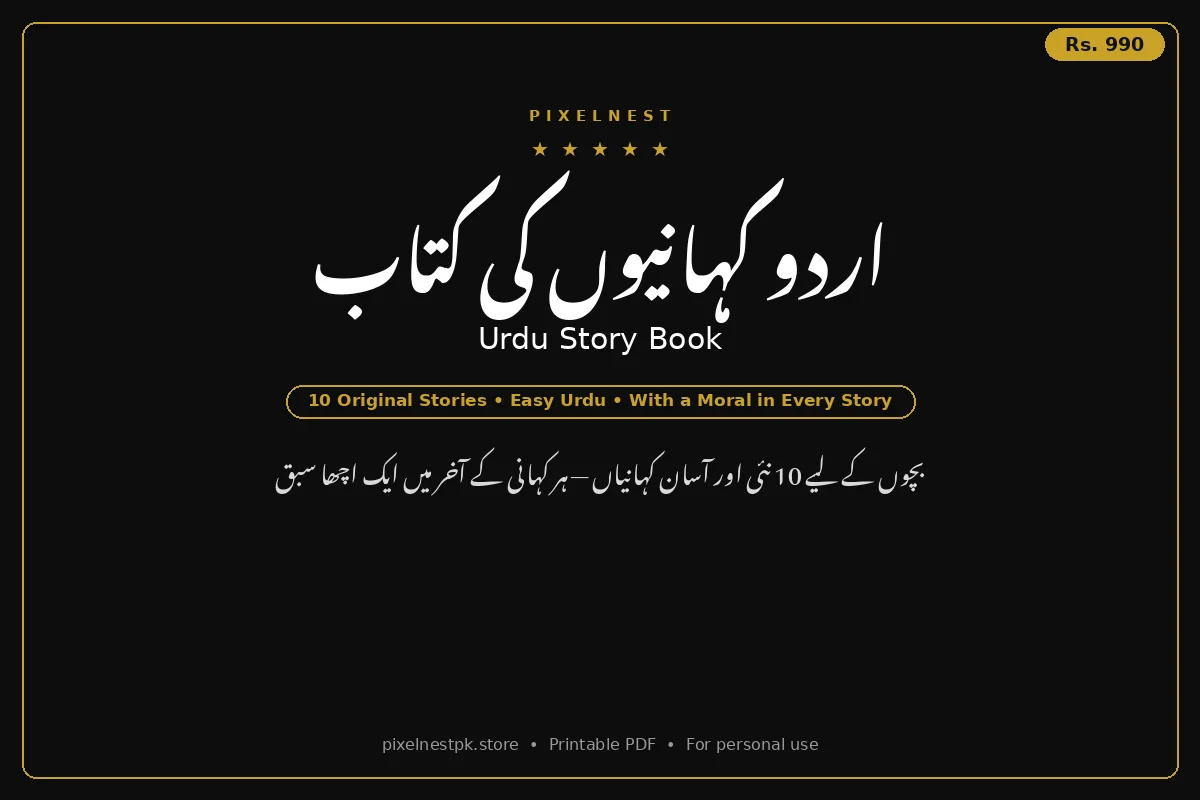 Rs. 990
PIXELNEST
★ ★ ★ ★ ★
اردو کہانیوں کی کتاب
Urdu Story Book
10 Original Stories • Easy Urdu • With a Moral in Every Story
بچوں کے لیے 10 نئی اور آسان کہانیاں — ہر کہانی کے آخر میں ایک اچھا سبق
pixelnestpk.store • Printable PDF • For personal use